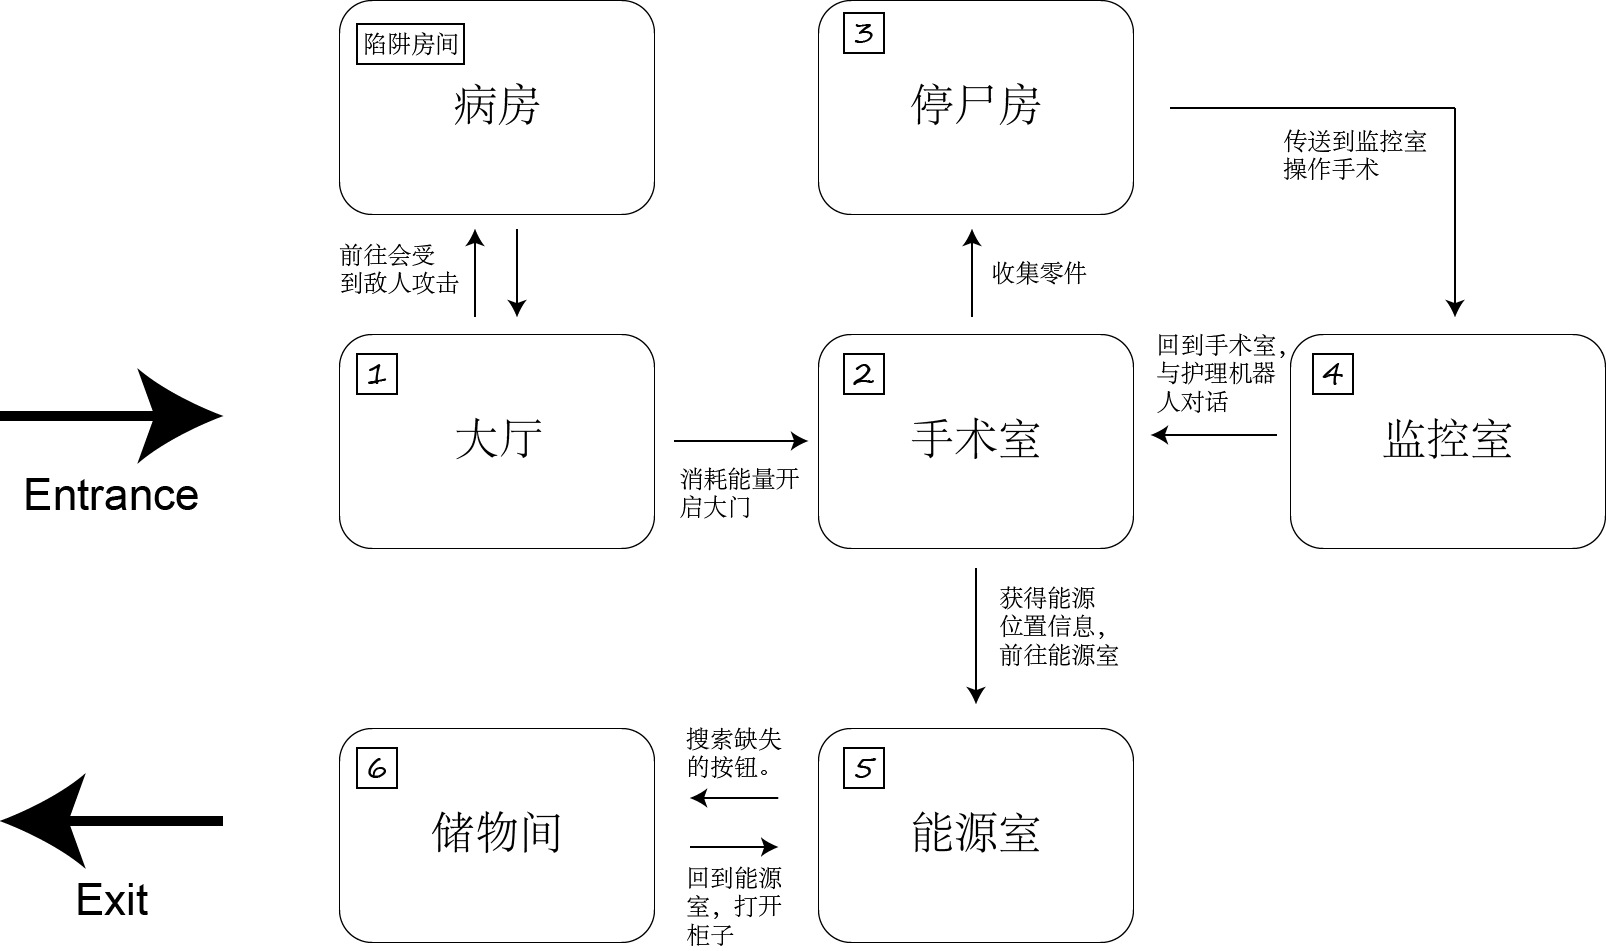 陷阱房间
病房
3
停尸房
传送到监控室
操作手术
前往会受
到敌人攻击
收集零件
1
大厅
2
手术室
回到手术室，
与护理机器
人对话
4
监控室
消耗能量开
启大门
Entrance
获得能源
位置信息，
前往能源室
6
储物间
搜索缺失
的按钮。
5
能源室
回到能源
室，打开
柜子
Exit